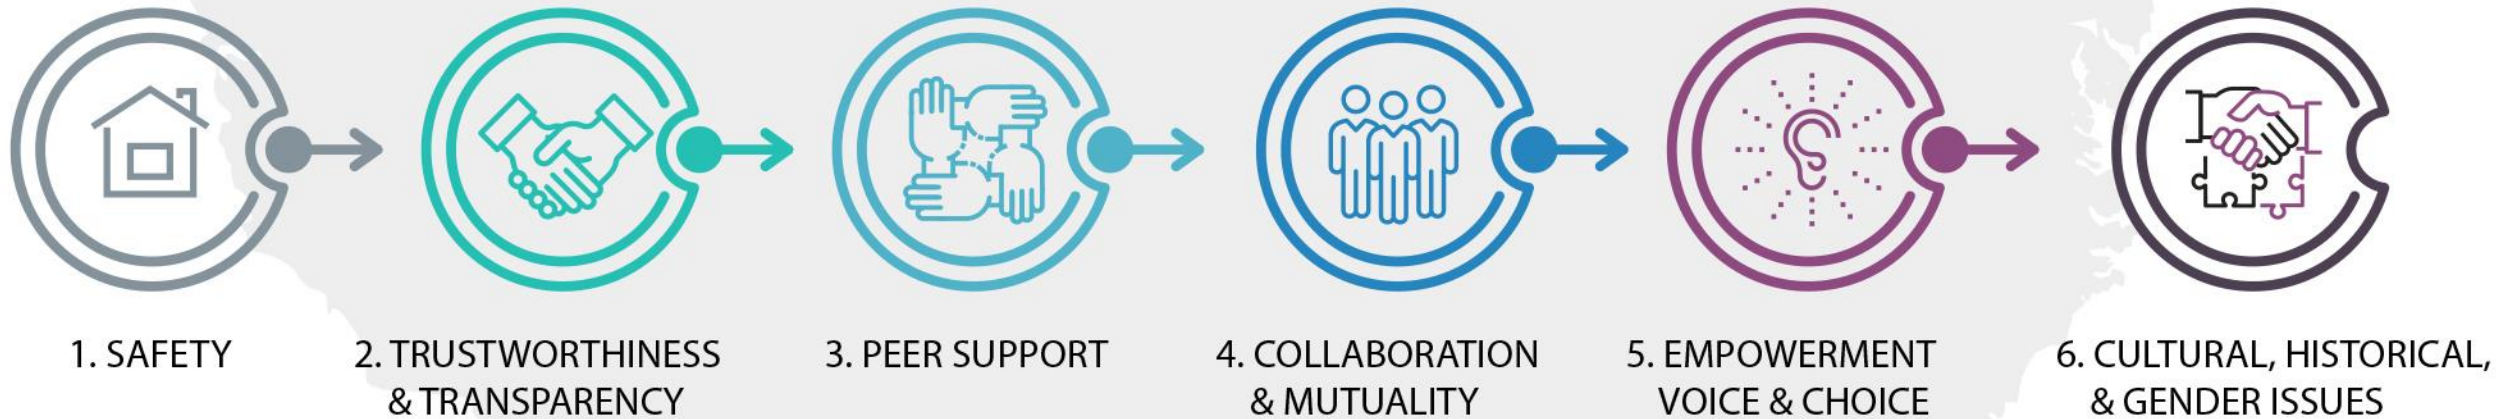 1. SAFETY
2. TRUSTWORTHINESS
& TRANSPARENCY
3. PEER SUPPORT
4. COLLABORATION
& MUTUALITY
5. EMPOWERMENT
VOICE & CHOICE
6. CULTURAL, HISTORICAL,
& GENDER ISSUES